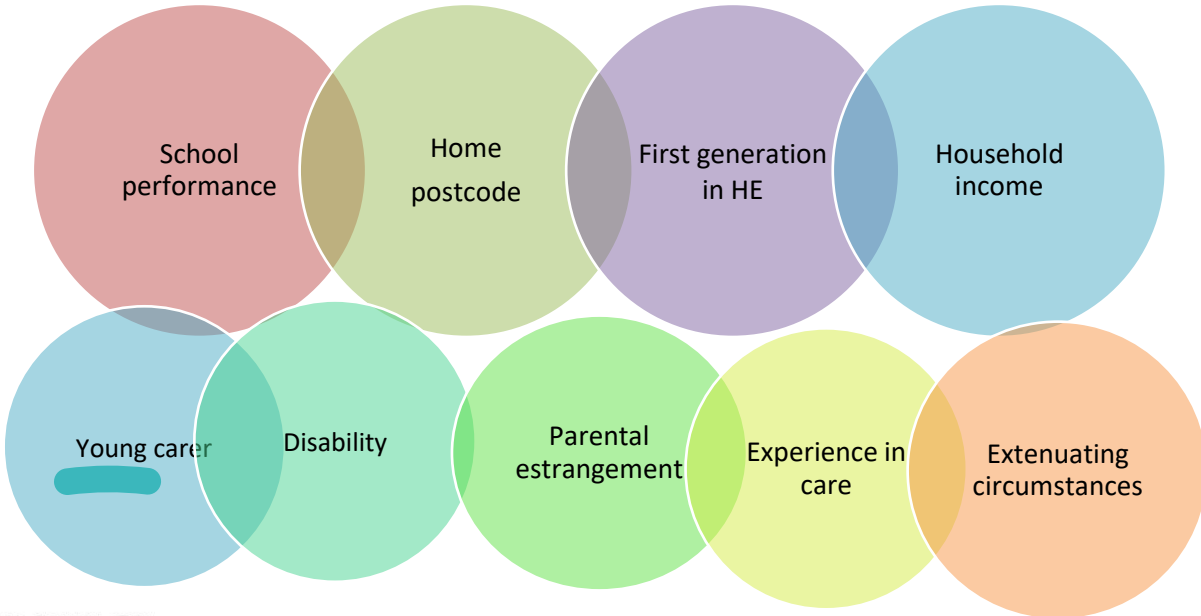 School
performance
Home
postcode
First generation
in HE
Household
income
Young carer
Disability
Parental
estrangement
Experience in
care
Extenuating
circumstances